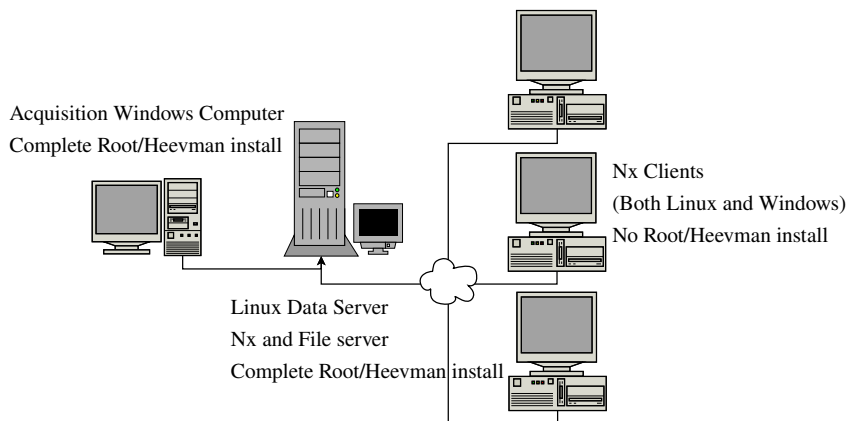 Acquisition Windows Computer
Complete Root/Heevman install
Nx Clients
(Both Linux and Windows)
No Root/Heevman install
Linux Data Server
Nx and File server
Complete Root/Heevman install